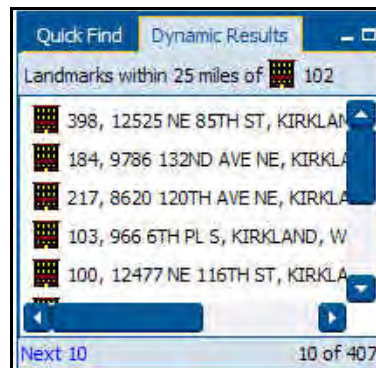 Quick Find Dynamic Results
Landmarks within 25 miles of 102
398, 12525 NE 85TH ST, KIRKLAN
184, 9786 132ND AVE NE, KIRKLA
217, 8620 120TH AVE NE, KIRKLA
103, 966 6TH PL S, KIRKLAND, W
100, 12477 NE 116TH ST, KIRKLA
Next 10 10 of 407